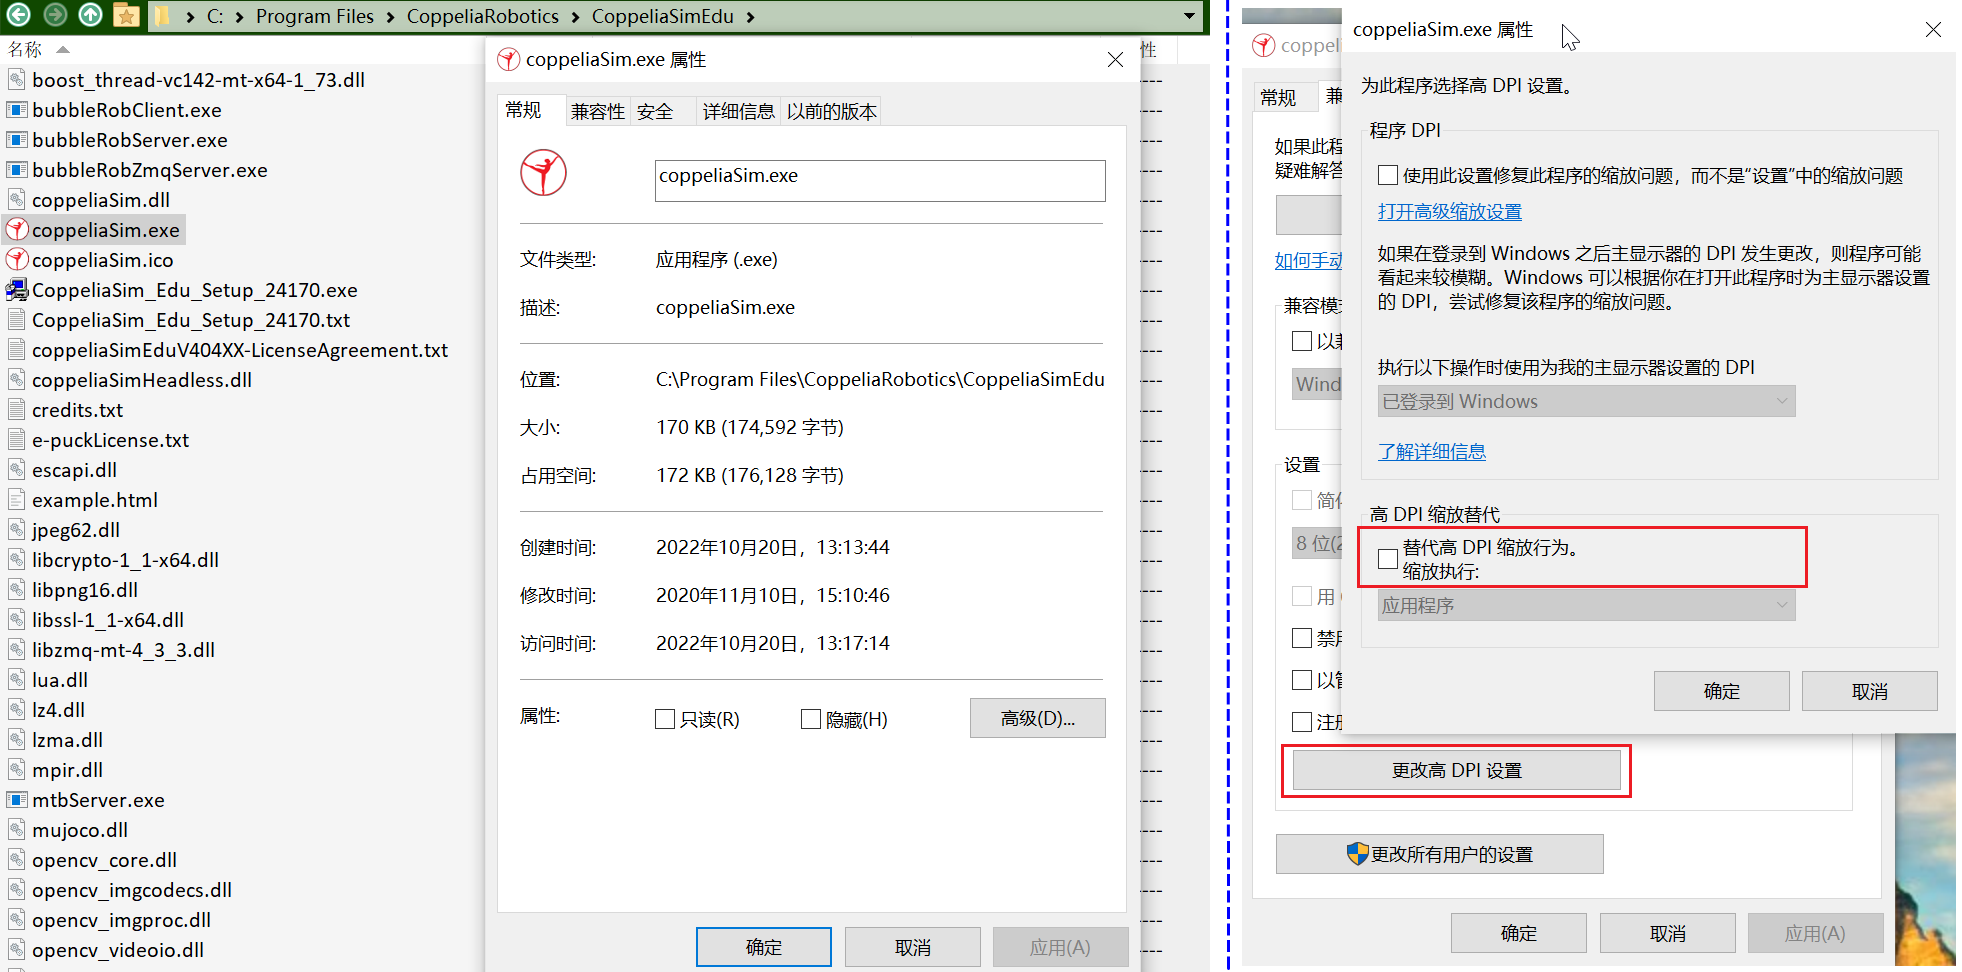 C: Program Files CoppeliaRobotics CoppeliaSimEdu
名称
boost_thread-vc142-mt-x64-1_73.dll
bubbleRobClient.exe
bubbleRobServer.exe
bubbleRobZmqServer.exe
coppeliaSim.dll
coppeliaSim.exe
coppeliaSim.ico
CoppeliaSim_Edu_Setup_24170.exe
CoppeliaSim_Edu_Setup_24170.txt
coppeliaSimEduV404XX-LicenseAgreement.txt
coppeliaSimHeadless.dll
credits.txt
e-puckLicense.txt
escapi.dll
example.html
jpeg62.dll
libcrypto-1_1-x64.dll
libpng16.dll
libssl-1_1-x64.dll
libzmq-mt-4_3_3.dll
lua.dll
lz4.dll
lzma.dll
mpir.dll
mtbServer.exe
mujoco.dll
opencv_core.dll
opencv_imgcodecs.dll
opencv_imgproc.dll
opencv_videoio.dll
性
coppeliaSim.exe 属性
常规 兼容性 安全 详细信息 以前的版本
coppeliaSim.exe
文件类型: 应用程序 (.exe)
描述: coppeliaSim.exe
位置: C:\Program Files\CoppeliaRobotics\CoppeliaSimEdu
大小: 170 KB (174,592 字节)
占用空间: 172 KB (176,128 字节)
创建时间: 2022年10月20日，13:13:44
修改时间: 2020年11月10日，15:10:46
访问时间: 2022年10月20日，13:17:14
属性: 只读(R) 隐藏(H) 高级(D)...
确定 取消 应用(A)
coppeli
常规 兼
如果此程
疑难解答
如何手动
兼容模式
以兼
Wind
设置
简化
8 位(2
用
禁用
以管
注册
更改高 DPI 设置
更改所有用户的设置
确定 取消 应用(A)
coppeliaSim.exe 属性
为此程序选择高 DPI 设置。
程序 DPI
使用此设置修复此程序的缩放问题，而不是“设置”中的缩放问题
打开高级缩放设置
如果在登录到 Windows 之后主显示器的 DPI 发生更改，则程序可能
看起来较模糊。Windows 可以根据你在打开此程序时为主显示器设置
的 DPI，尝试修复该程序的缩放问题。
执行以下操作时使用为我的主显示器设置的 DPI
已登录到 Windows
了解详细信息
高 DPI 缩放替代
替代高 DPI 缩放行为。
缩放执行:
应用程序
确定 取消